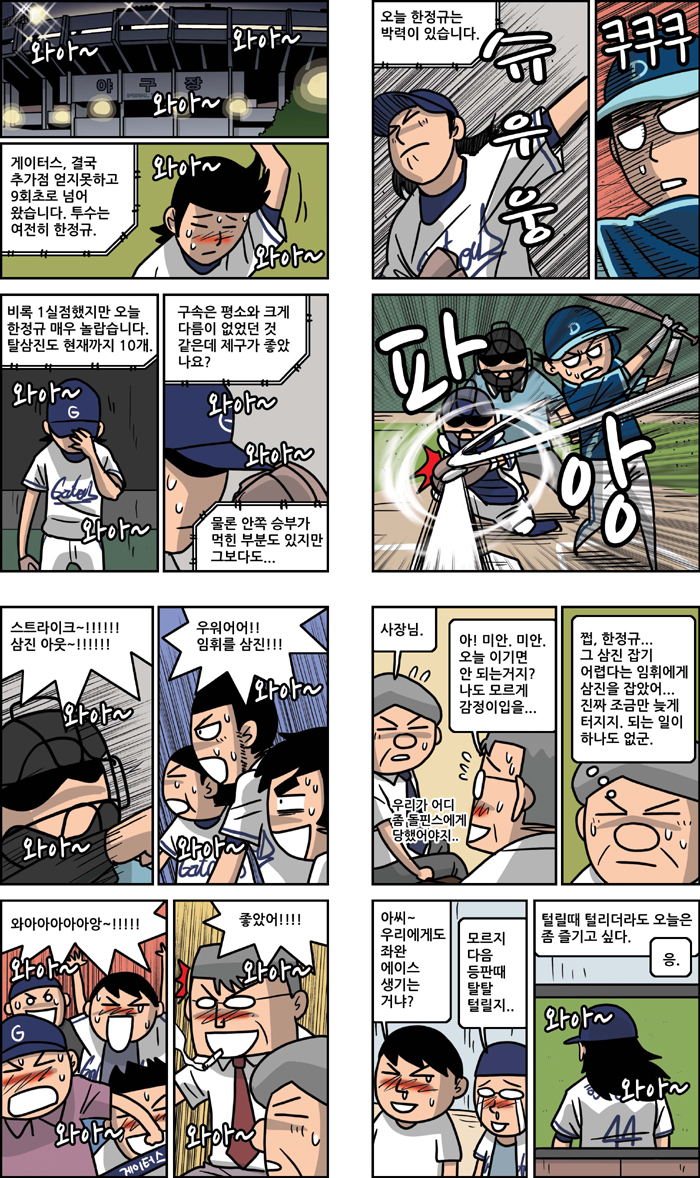 와아~
와아~
야구장
와아~
게이터스, 결국
추가점 얻지못하고
9회초로 넘어
왔습니다. 투수는
여전히 한정규.
와아~
와아~
비록 1실점했지만 오늘
한정규 매우 놀랍습니다.
탈삼진도 현재까지 10개.
와아~
G
Gators
와아~
구속은 평소와 크게
다름이 없었던 것
같은데 제구가 좋았
나요?
와아~
와아~
물론 안쪽 승부가
먹힌 부분도 있지만
그보다도...
오늘 한정규는
박력이 있습니다.
슈
유
웅
쿠쿠쿠
D
파
앙
D
스트라이크~!!!!!!
삼진 아웃~!!!!!!
와아~
와아~
우워어어!!
임휘를 삼진!!!
와아~
와아~
와아아아아아앙~!!!!!
와아~
G
와아~
게이터스
좋았어!!!!
와아~
와아~
사장님.
아! 미안. 미안.
오늘 이기면
안 되는거지?
나도 모르게
감정이입을...
우리가 어디
좀 돌핀스에게
당했어야지..
쩝, 한정규...
그 삼진 잡기
어렵다는 임휘에게
삼진을 잡았어...
진짜 조금만 늦게
터지지. 되는 일이
하나도 없군.
아씨~
우리에게도
좌완
에이스
생기는
거냐?
모르지
다음
등판때
탈탈
털릴지..
털릴때 털리더라도 오늘은
좀 즐기고 싶다.
응.
와아~
와아~
44